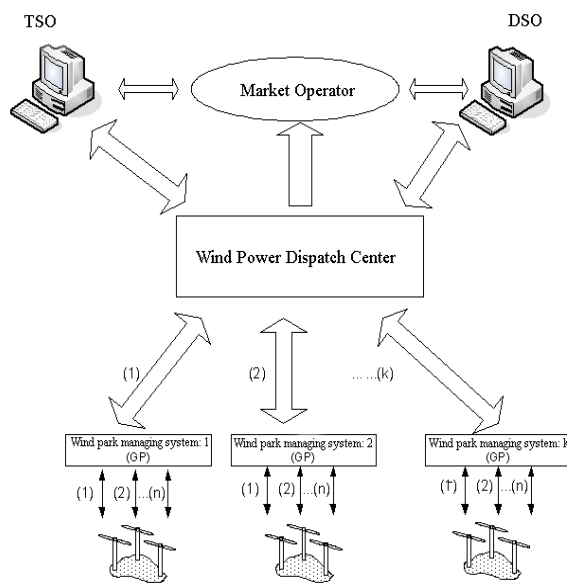 TSO
DSO
Market Operator
Wind Power Dispatch Center
(1)
(2)
... ...(k)
Wind park managing system: 1
(GP)
Wind park managing system: 2
(GP)
Wind park managing system: k
(GP)
(1) (2) ...(n)
(1) (2) ...(n)
(2) ...(n)